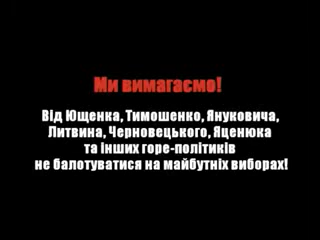 Ми вимагаємо!
Від Ющенка, Тимошенко, Януковича,
Литвина, Черновецького, Яценюка
та інших горе-політиків
не балотуватися на майбутніх виборах!